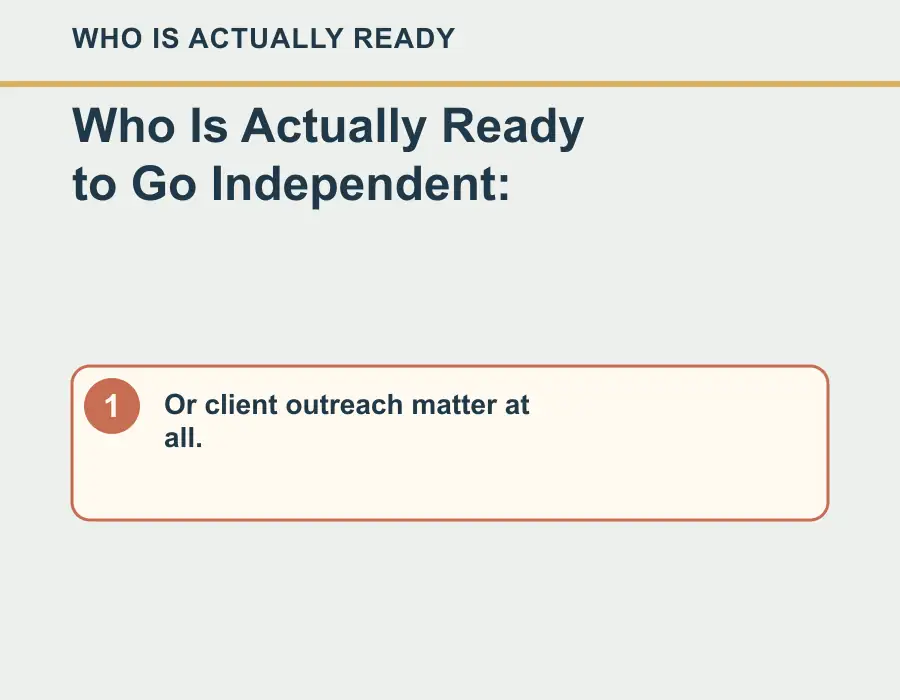 WHO IS ACTUALLY READY
Who Is Actually Ready
to Go Independent:
1
Or client outreach matter at
all.